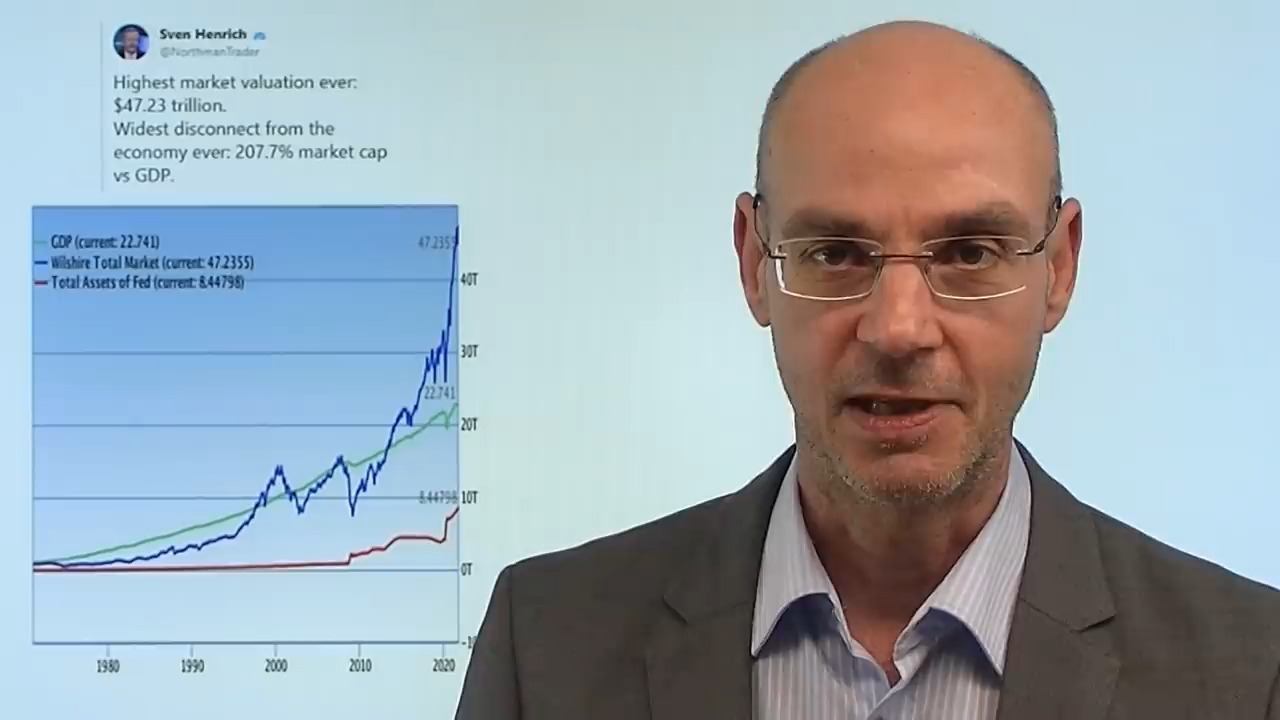 Sven Henrich
@NorthmanTrader
Highest market valuation ever:
$47.23 trillion.
Widest disconnect from the
economy ever: 207.7% market cap
vs GDP.
GDP (current: 22.741)
Wilshire Total Market (current: 47.2355)
Total Assets of Fed (current: 8.44798)
47.2355
40T
30T
22.741
20T
8.44798
10T
0T
1980 1990 2000 2010 2020